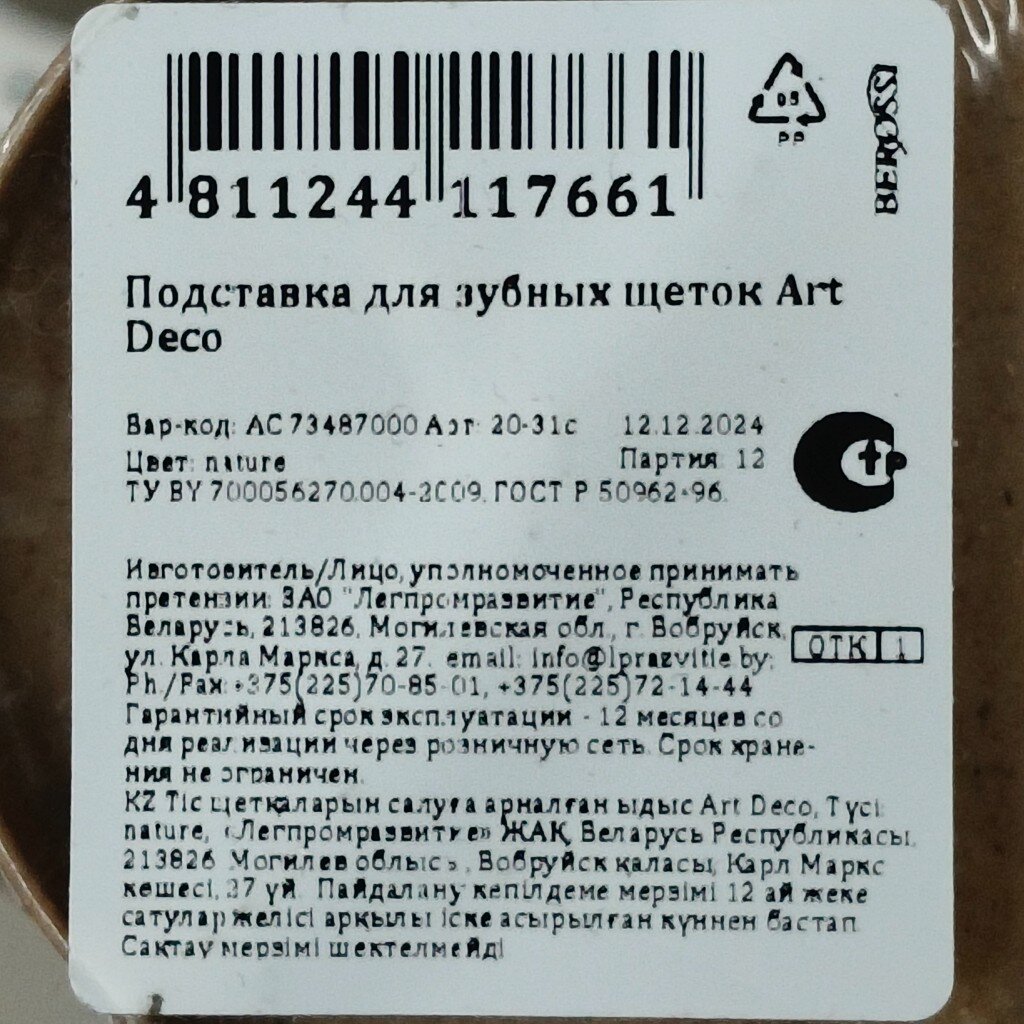 4 811244 117661
05
PP
BEROSSI
Подставка для зубных щеток Art
Deco
Вар-код: АС 73487000 Арт 20-31с 12.12.2024
Цвет: nature Партия 12
ТУ BY 700056270.004-2009. ГОСТ Р 50962-96.
Изготовитель/Лицо, уполномоченное принимать
претензии: ЗАО "Легпромразвитие", Республика
Беларусь, 213826, Могилевская обл., г. Бобруйск,
ул. Карла Маркса, д. 27. email: info@lprazvitie.by;
Ph./Fax: +375(225)70-85-01, +375(225)72-14-44
ОТК 1
Гарантийный срок эксплуатации - 12 месяцев со
дня реализации через розничную сеть. Срок хране-
ния не ограничен.
KZ Тіс щеткаларын салуға арналған ыдыс Art Deco, Түсі:
nature, «Легпромразвитие» ЖАҚ, Беларусь Республикасы,
213826 Могилев облысы, Бобруйск қаласы, Карл Маркс
көшесі, 27 үй. Пайдалану кепілдеме мерзімі 12 ай жеке
сатулар желісі арқылы іске асырылған күннен бастап.
Сақтау мерзімі шектелмейді